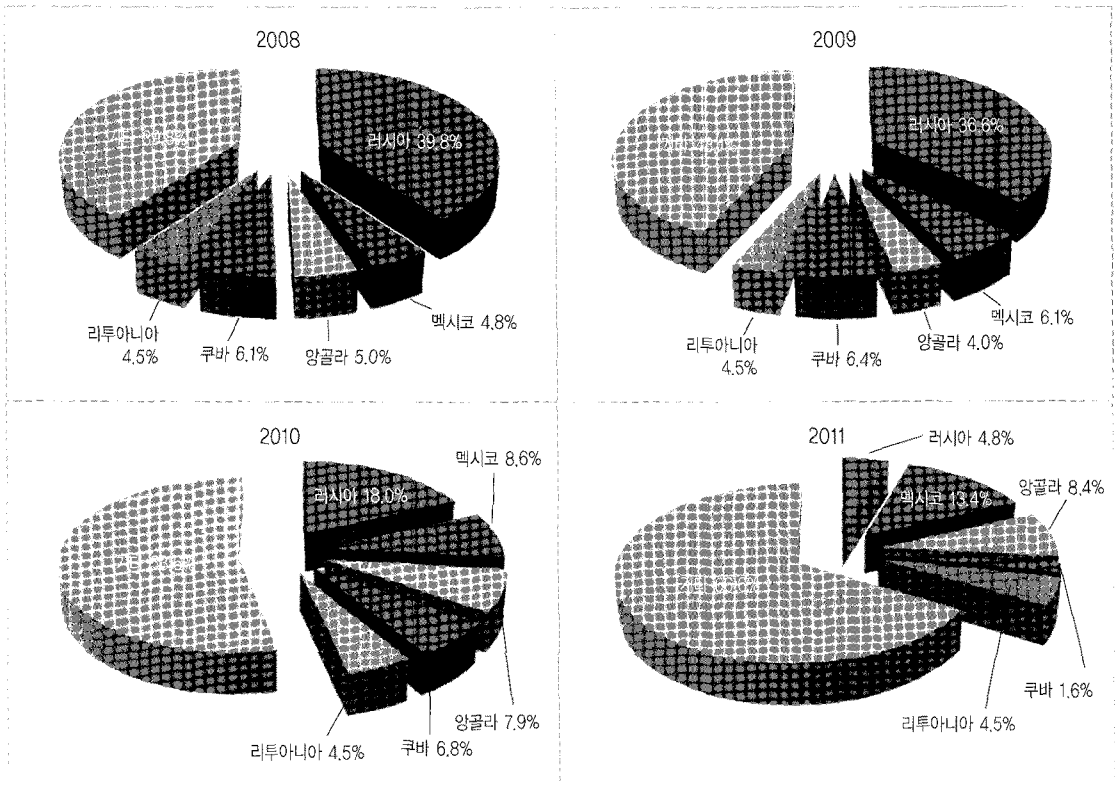 2008
러시아 39.8%
멕시코 4.8%
앙골라 5.0%
쿠바 6.1%
리투아니아
4.5%
2009
러시아 36.6%
멕시코 6.1%
앙골라 4.0%
쿠바 6.4%
리투아니아
4.5%
2010
러시아 18.0%
멕시코 8.6%
앙골라 7.9%
쿠바 6.8%
리투아니아 4.5%
2011
러시아 4.8%
멕시코 13.4%
앙골라 8.4%
쿠바 1.6%
리투아니아 4.5%